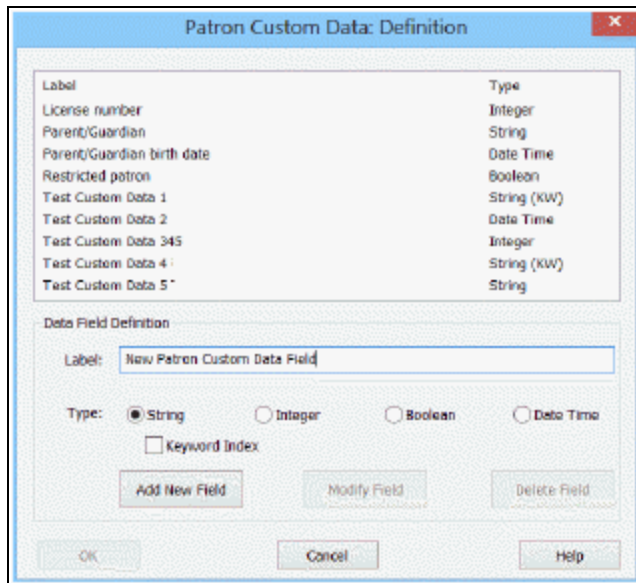 Patron Custom Data: Definition
Label Type
License number Integer
Parent/Guardian String
Parent/Guardian birth date Date Time
Restricted patron Boolean
Test Custom Data 1 String (KW)
Test Custom Data 2 Date Time
Test Custom Data 345 Integer
Test Custom Data 4 String (KW)
Test Custom Data 5 String
Data Field Definition
Label: New Patron Custom Data Field
Type: String Integer Boolean Date Time
Keyword Index
Add New Field Modify Field Delete Field
OK Cancel Help